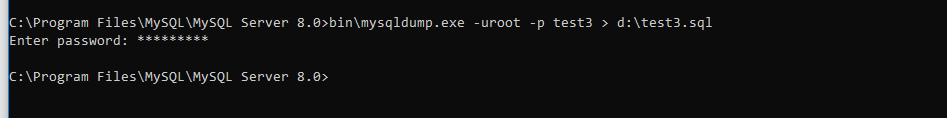 C:\Program Files\MySQL\MySQL Server 8.0>bin\mysqldump.exe -uroot -p test3 > d:\test3.sql
Enter password: *********
C:\Program Files\MySQL\MySQL Server 8.0>